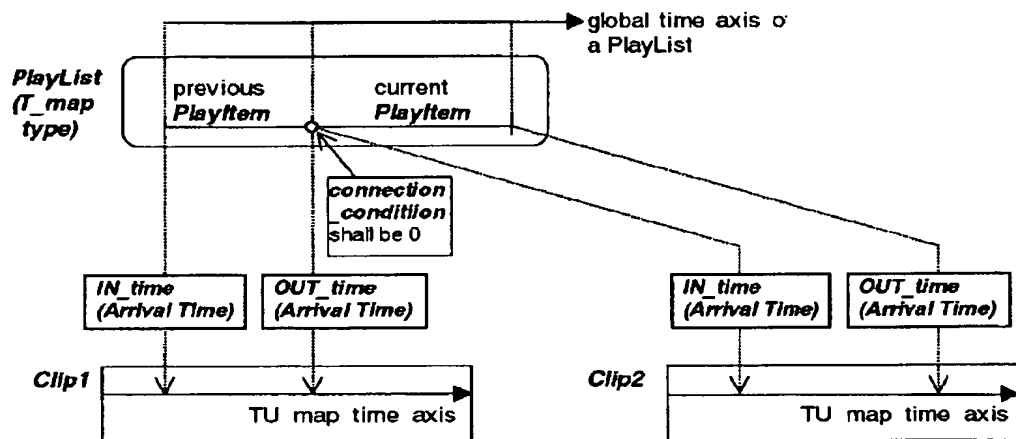 global time axis o
a PlayList
PlayList
(T_map
type)
previous
PlayItem
current
PlayItem
connection
_condition
shall be 0
IN_time
(Arrival Time)
OUT_time
(Arrival Time)
IN_time
(Arrival Time)
OUT_time
(Arrival Time)
Clip1
TU map time axis
Clip2
TU map time axis